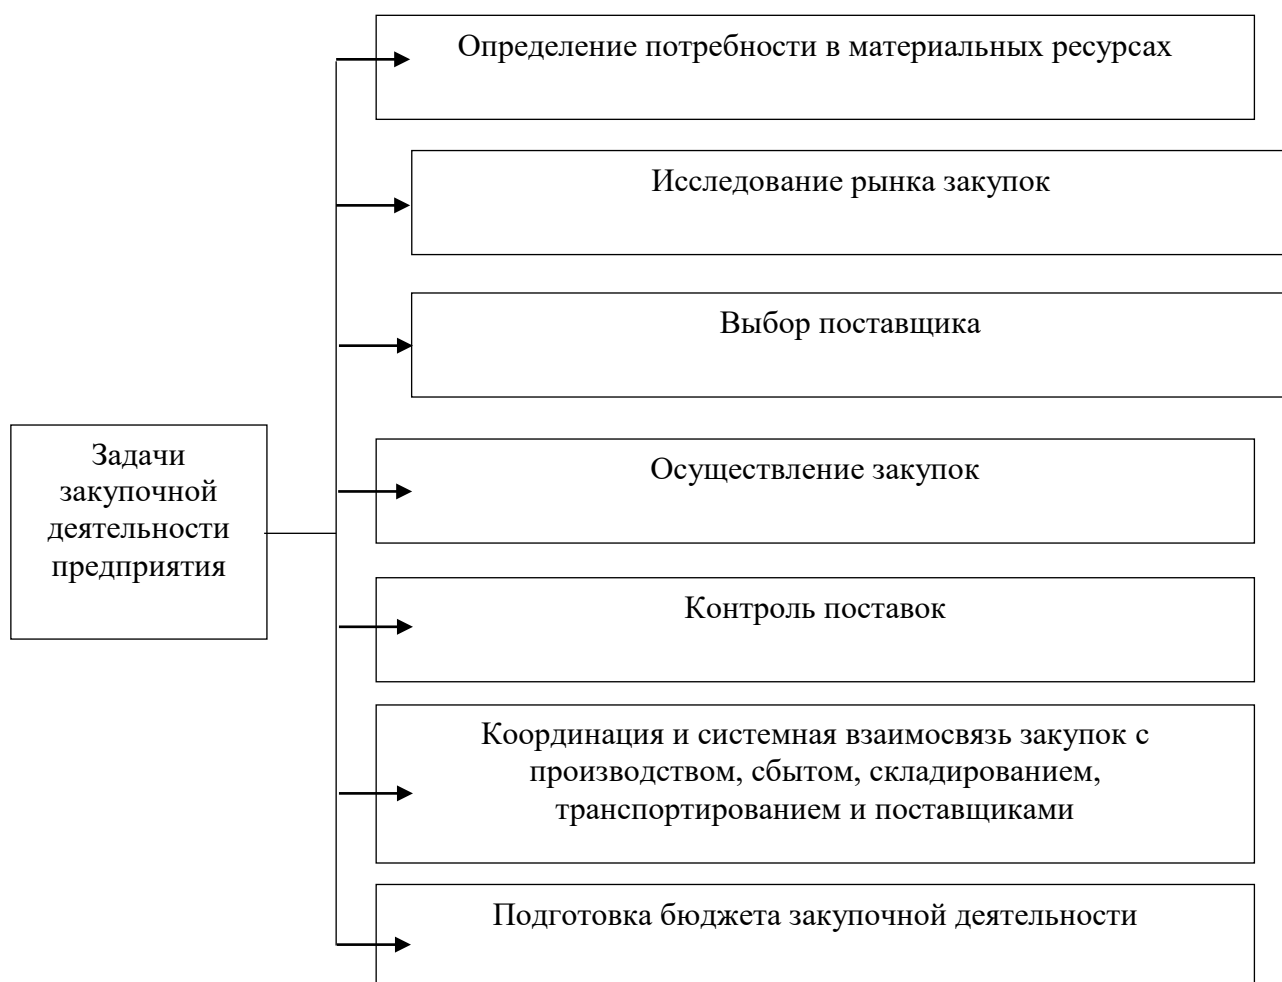 Определение потребности в материальных ресурсах
Исследование рынка закупок
Выбор поставщика
Задачи
закупочной
деятельности
предприятия
Осуществление закупок
Контроль поставок
Координация и системная взаимосвязь закупок с
производством, сбытом, складированием,
транспортированием и поставщиками
Подготовка бюджета закупочной деятельности